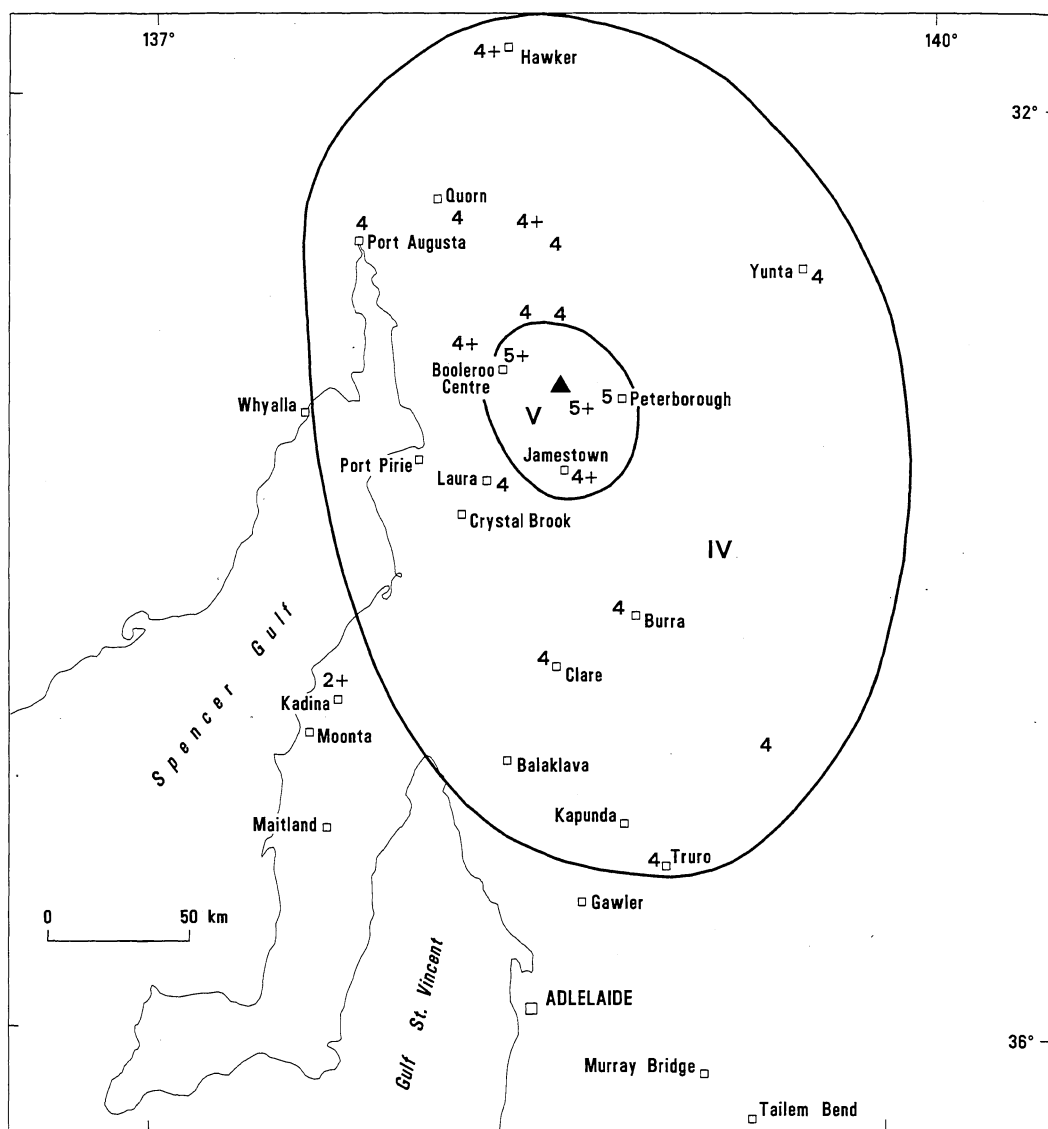 137°
140°
4+
Hawker
32°
Quorn
4
4
4+
Port Augusta
4
Yunta
4
4
4
4+
5+
Booleroo
Centre
5
Peterborough
Whyalla
5+
V
Jamestown
Port Pirie
4+
Laura
4
Crystal Brook
IV
4
Burra
Spencer Gulf
4
Clare
2+
Kadina
Moonta
4
Balaklava
Kapunda
Maitland
4
Truro
Gawler
0
50 km
Gulf St. Vincent
ADLELAIDE
36°
Murray Bridge
Tailem Bend